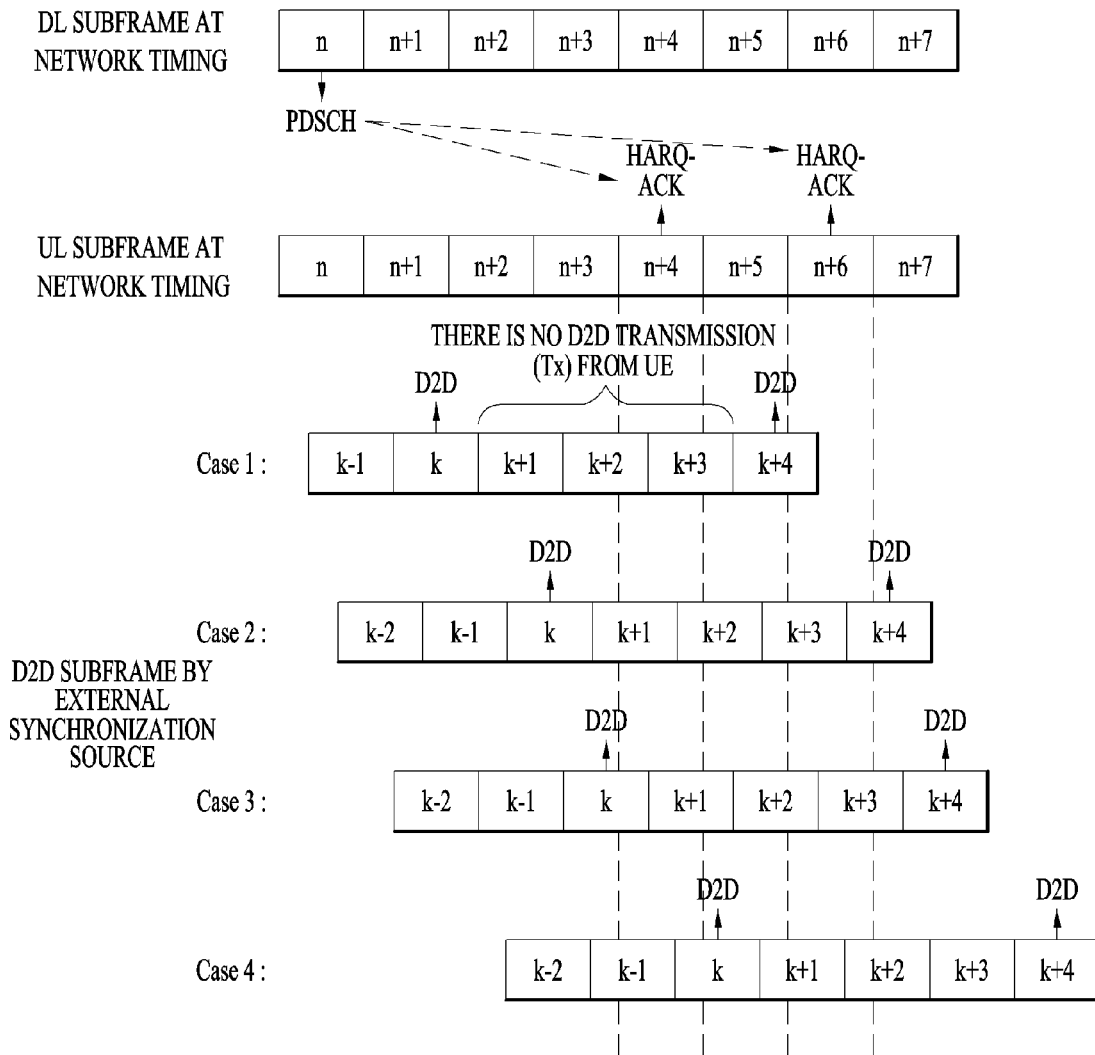 DL SUBFRAME AT
NETWORK TIMING
n n+1 n+2 n+3 n+4 n+5 n+6 n+7
PDSCH
HARQ-
ACK
HARQ-
ACK
UL SUBFRAME AT
NETWORK TIMING
n n+1 n+2 n+3 n+4 n+5 n+6 n+7
THERE IS NO D2D TRANSMISSION
(Tx) FROM UE
D2D D2D
Case 1 : k-1 k k+1 k+2 k+3 k+4
D2D D2D
Case 2 : k-2 k-1 k k+1 k+2 k+3 k+4
D2D SUBFRAME BY
EXTERNAL
SYNCHRONIZATION
SOURCE
D2D D2D
Case 3 : k-2 k-1 k k+1 k+2 k+3 k+4
D2D D2D
Case 4 : k-2 k-1 k k+1 k+2 k+3 k+4